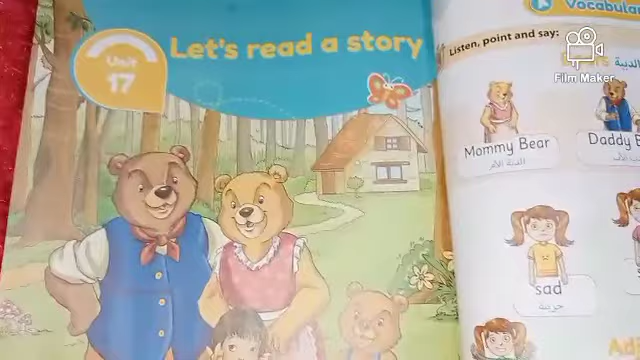 Unit
17
Let's read a story
Vocabular
Listen, point and say:
Film Maker
Mommy Bear
الدبة الأم
Daddy B
sad
حزينة
Ad